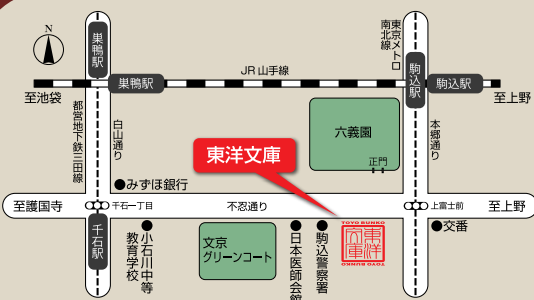 N
巣鴨駅
東京メトロ
南北線
JR 山手線
巣鴨駅
駒込駅
駒込駅
至池袋
至上野
都営地下鉄三田線
白山通り
六義園
正門
本郷通り
東洋文庫
みずほ銀行
至護国寺
千石一丁目
不忍通り
上富士前
至上野
千石駅
小石川中等
教育学校
文京
グリーンコート
日本医師会館
駒込警察署
TOYO BUNKO
東洋
文庫
TOYO BUNKO
交番